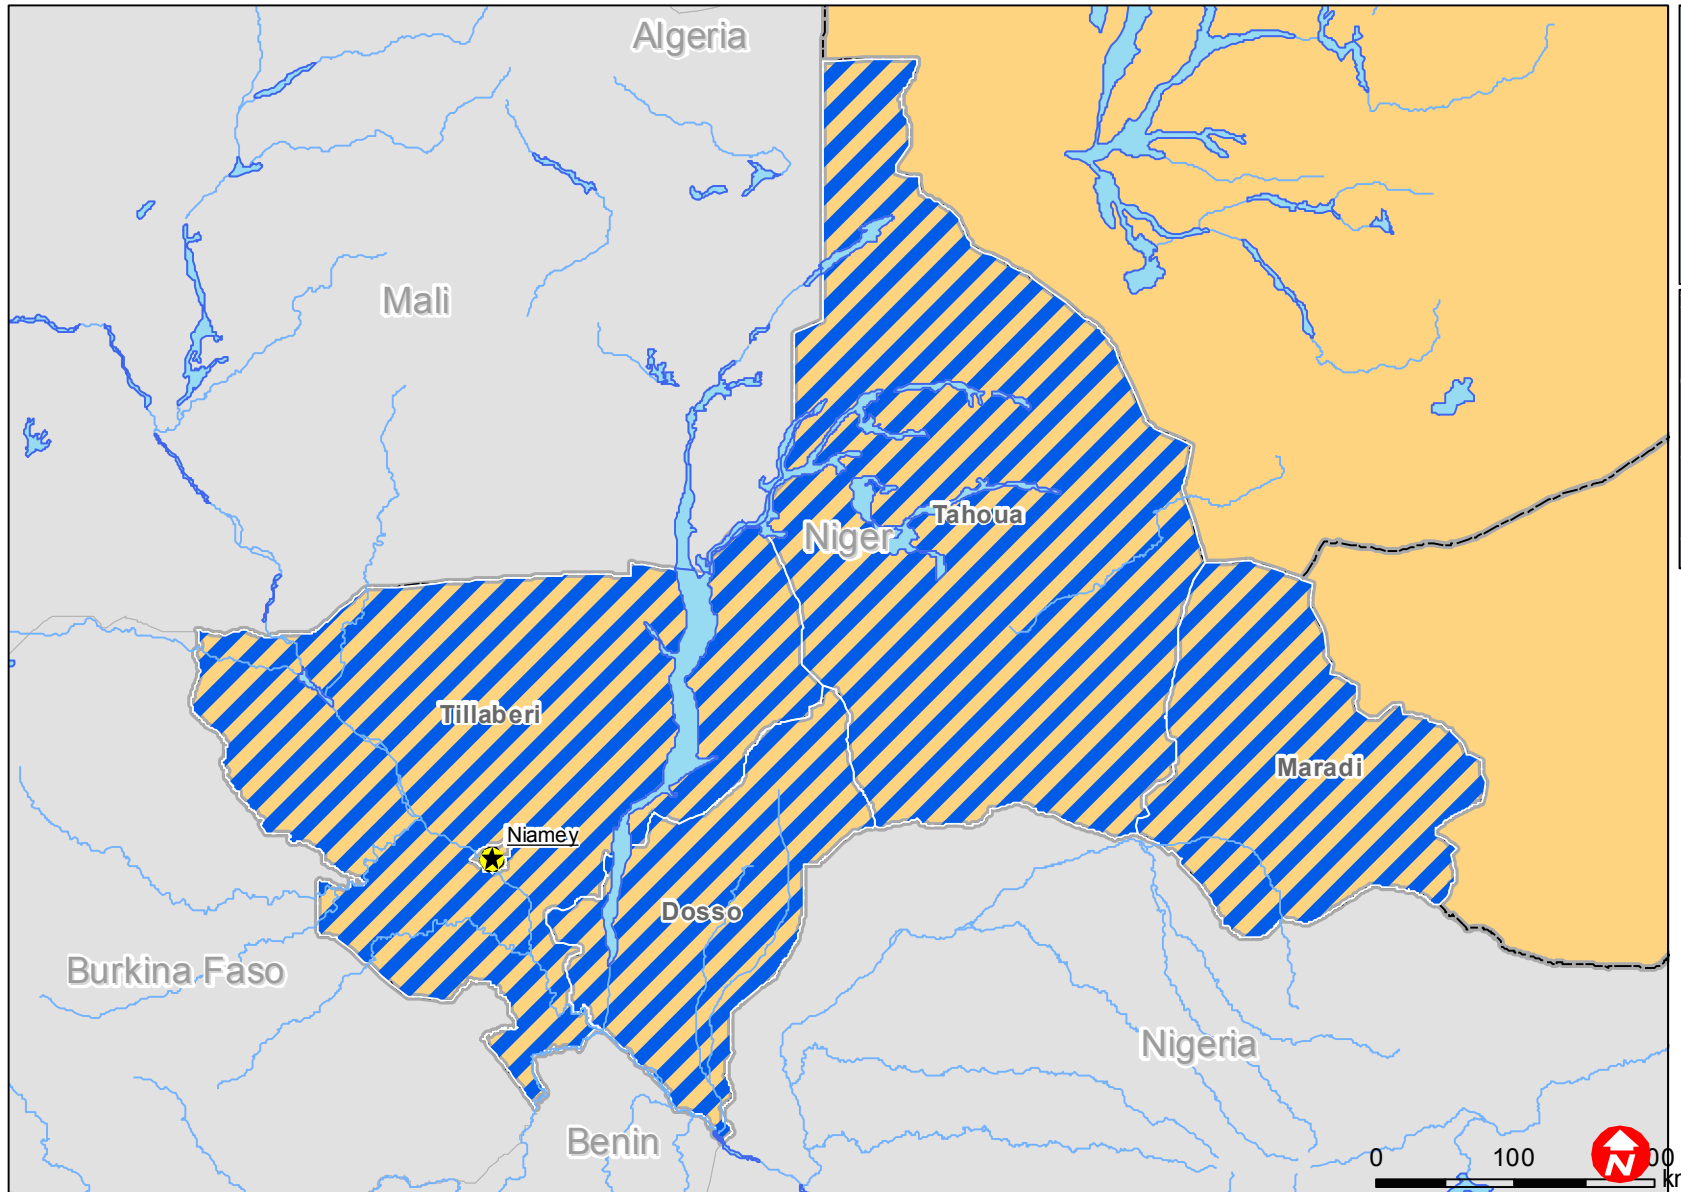 Algeria
Mali
Niger
Tahoua
Tillaberi
Maradi
Niamey
Dosso
Burkina Faso
Nigeria
Benin
0 100
N